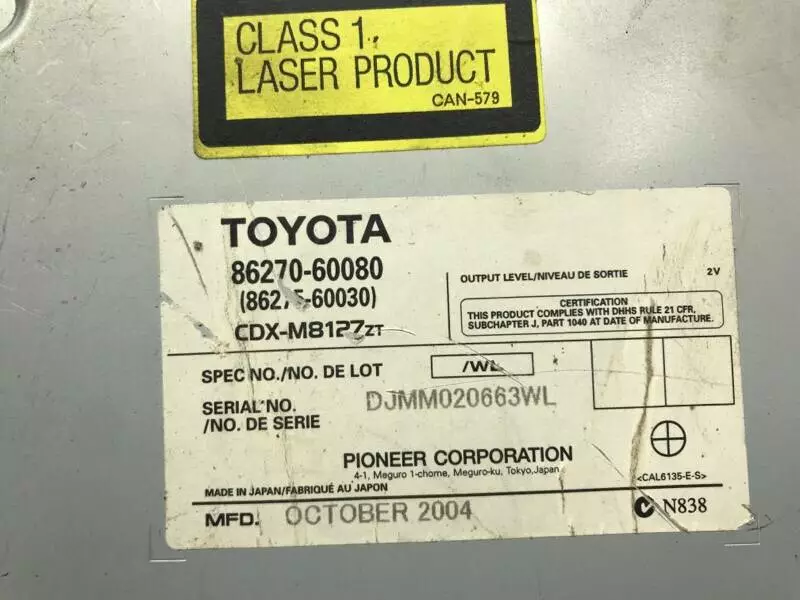 CLASS 1
LASER PRODUCT
CAN-579
TOYOTA
86270-60080
OUTPUT LEVEL/NIVEAU DE SORTIE 2V
CERTIFICATION
THIS PRODUCT COMPLIES WITH DHHS RULE 21 CFR,
SUBCHAPTER J, PART 1040 AT DATE OF MANUFACTURE.
CDX-M8127ZT
SPEC NO./NO. DE LOT /WL
SERIAL NO.
/NO. DE SERIE DJMM020663WL
PIONEER CORPORATION
4-1, Meguro 1-chome, Meguro-ku, Tokyo, Japan
<CAL6135-E-S>
MADE IN JAPAN/FABRIQUÉ AU JAPON
MFD. OCTOBER 2004
N838